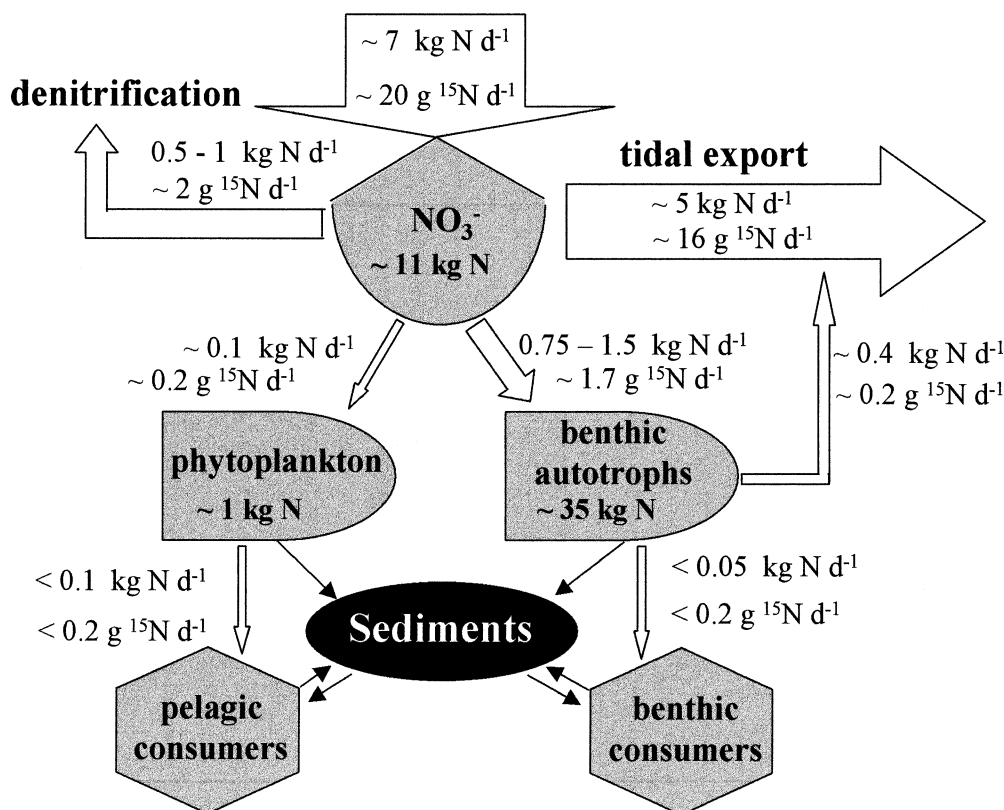 ~ 7 kg N d-1
~ 20 g 15N d-1
denitrification
0.5 - 1 kg N d-1
~ 2 g 15N d-1
NO3-
~ 11 kg N
tidal export
~ 5 kg N d-1
~ 16 g 15N d-1
~ 0.1 kg N d-1
~ 0.2 g 15N d-1
0.75 – 1.5 kg N d-1
~ 1.7 g 15N d-1
~ 0.4 kg N d-1
~ 0.2 g 15N d-1
phytoplankton
~ 1 kg N
benthic
autotrophs
~ 35 kg N
< 0.1 kg N d-1
< 0.2 g 15N d-1
< 0.05 kg N d-1
< 0.2 g 15N d-1
Sediments
pelagic
consumers
benthic
consumers